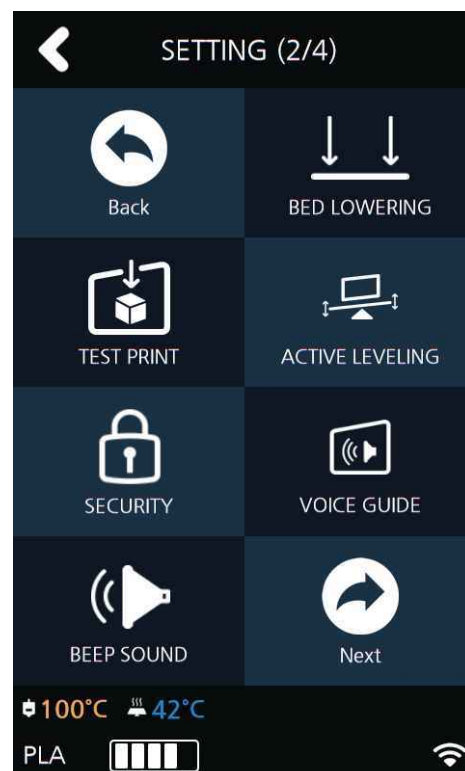 SETTING (2/4)
Back
BED LOWERING
TEST PRINT
ACTIVE LEVELING
SECURITY
VOICE GUIDE
BEEP SOUND
Next
100°C 42°C
PLA